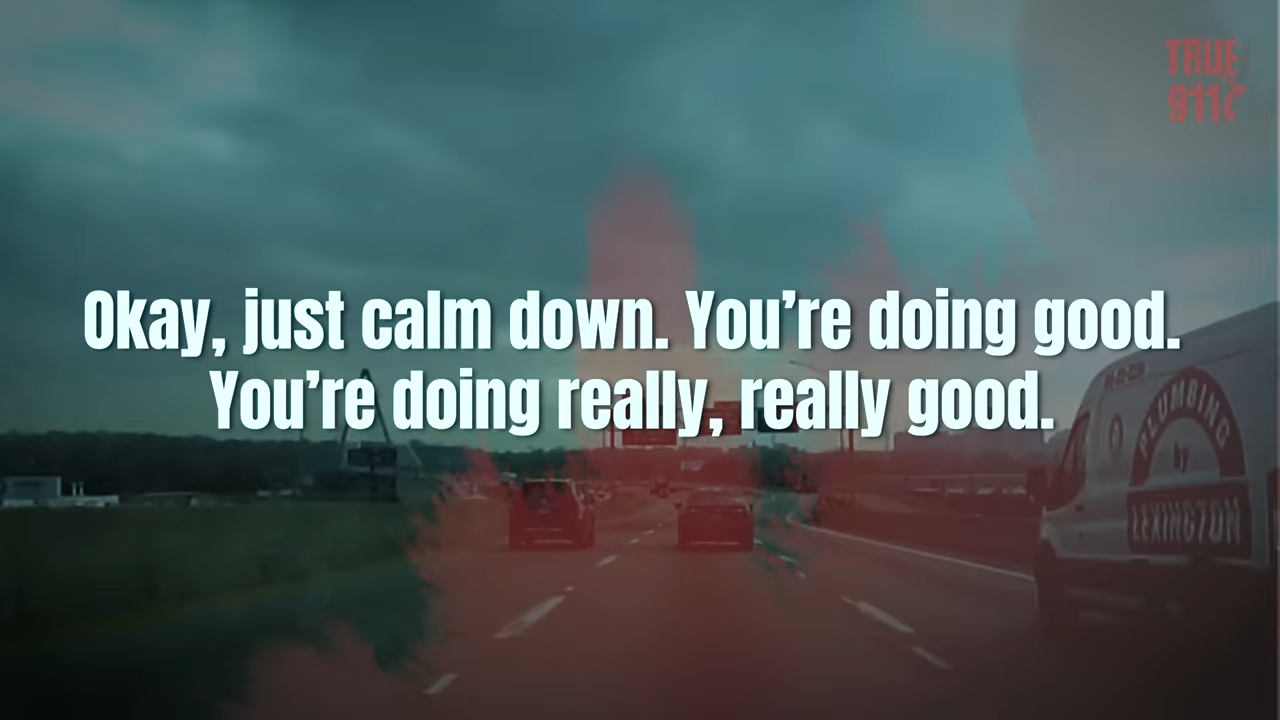 TRUE
911
Okay, just calm down. You’re doing good.
You’re doing really, really good.
PLUMBING
by
LEXINGTON